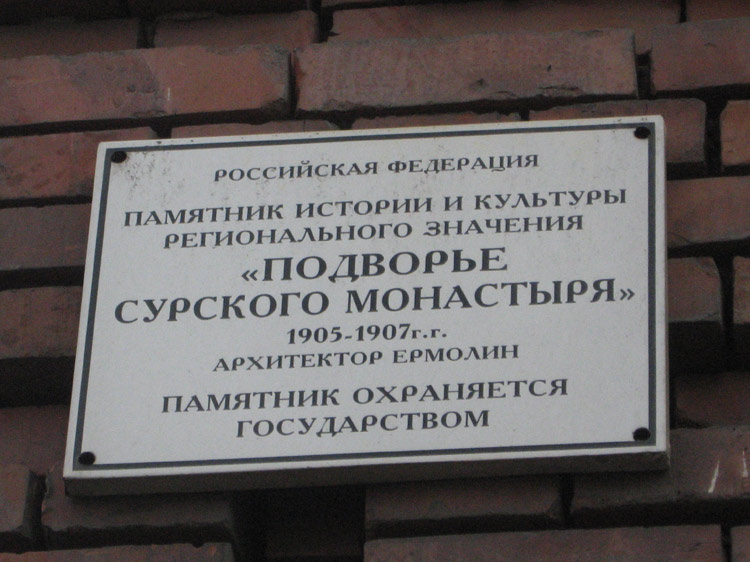 РОССИЙСКАЯ ФЕДЕРАЦИЯ
ПАМЯТНИК ИСТОРИИ И КУЛЬТУРЫ
РЕГИОНАЛЬНОГО ЗНАЧЕНИЯ
«ПОДВОРЬЕ
СУРСКОГО МОНАСТЫРЯ»
1905-1907г.г.
АРХИТЕКТОР ЕРМОЛИН
ПАМЯТНИК ОХРАНЯЕТСЯ
ГОСУДАРСТВОМ